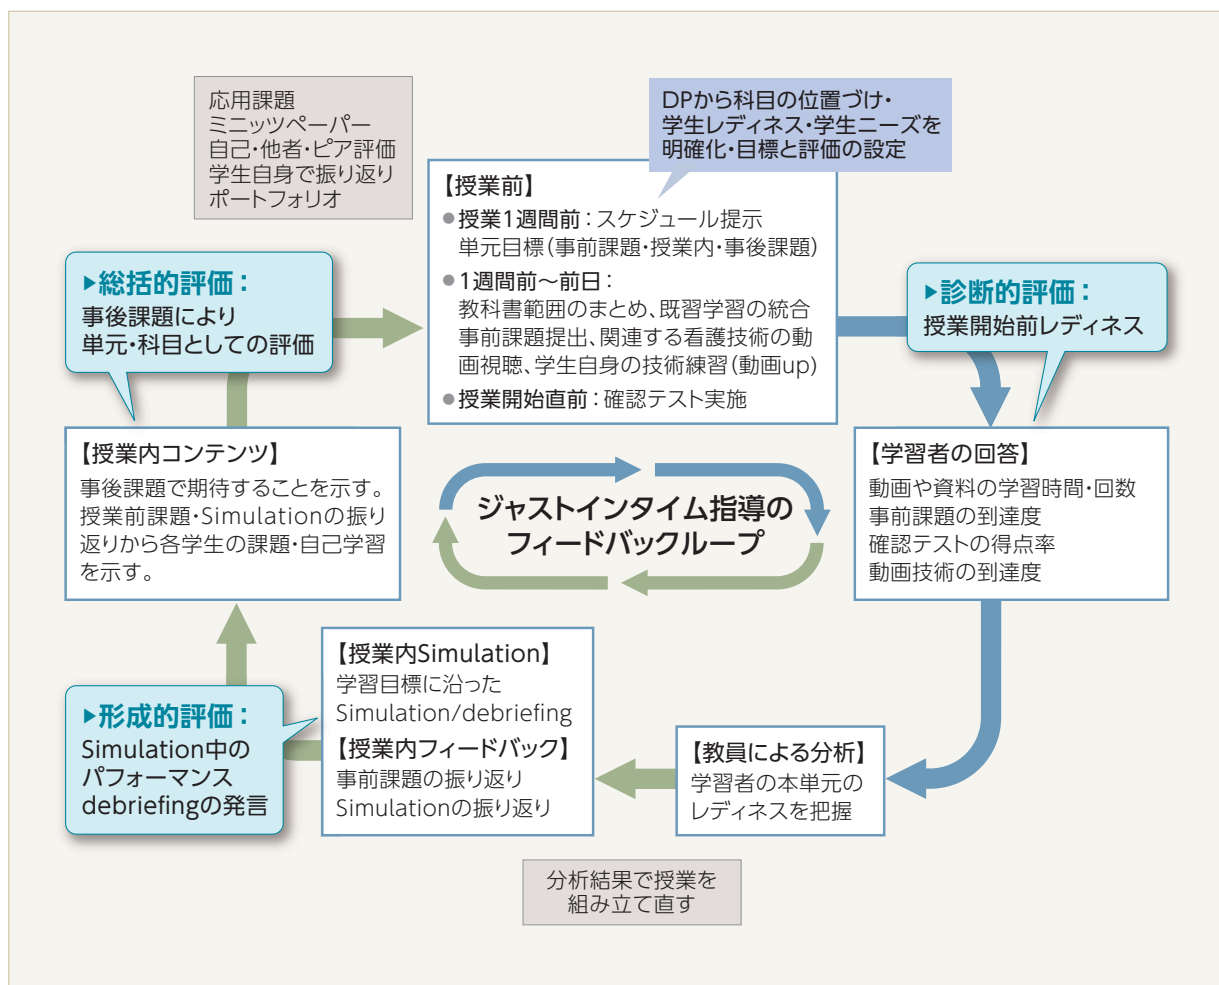 応用課題
ミニッツペーパー
自己・他者・ピア評価
学生自身で振り返り
ポートフォリオ
DPから科目の位置づけ・
学生レディネス・学生ニーズを
明確化・目標と評価の設定
【授業前】
●授業1週間前：スケジュール提示
単元目標（事前課題・授業内・事後課題）
●1週間前～前日：
教科書範囲のまとめ、既習学習の統合
事前課題提出、関連する看護技術の動
画視聴、学生自身の技術練習（動画up）
●授業開始直前：確認テスト実施
▶総括的評価：
事後課題により
単元・科目としての評価
▶診断的評価：
授業開始前レディネス
【授業内コンテンツ】
事後課題で期待することを示す。
授業前課題・Simulationの振り
返りから各学生の課題・自己学習
を示す。
ジャストインタイム指導の
フィードバックループ
【学習者の回答】
動画や資料の学習時間・回数
事前課題の到達度
確認テストの得点率
動画技術の到達度
▶形成的評価：
Simulation中の
パフォーマンス
debriefingの発言
【授業内Simulation】
学習目標に沿った
Simulation/debriefing
【授業内フィードバック】
事前課題の振り返り
Simulationの振り返り
【教員による分析】
学習者の本単元の
レディネスを把握
分析結果で授業を
組み立て直す